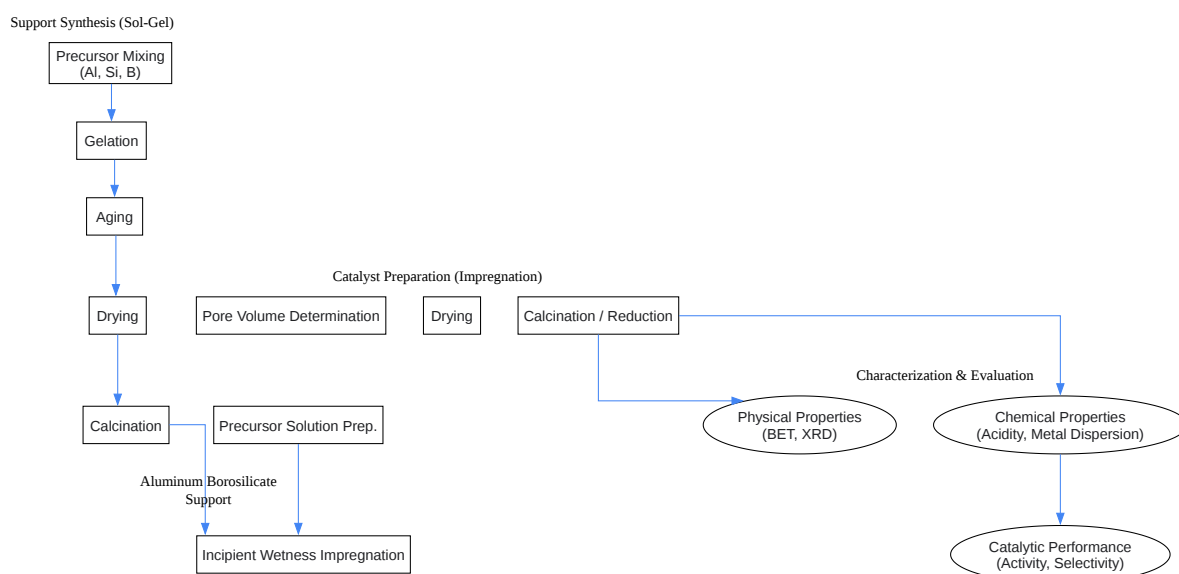 Support Synthesis (Sol-Gel)
Precursor Mixing
(Al, Si, B)
Gelation
Aging
Catalyst Preparation (Impregnation)
Drying
Pore Volume Determination
Drying
Calcination / Reduction
Characterization & Evaluation
Calcination
Precursor Solution Prep.
Physical Properties
(BET, XRD)
Chemical Properties
(Acidity, Metal Dispersion)
Aluminum Borosilicate
Support
Incipient Wetness Impregnation
Catalytic Performance
(Activity, Selectivity)